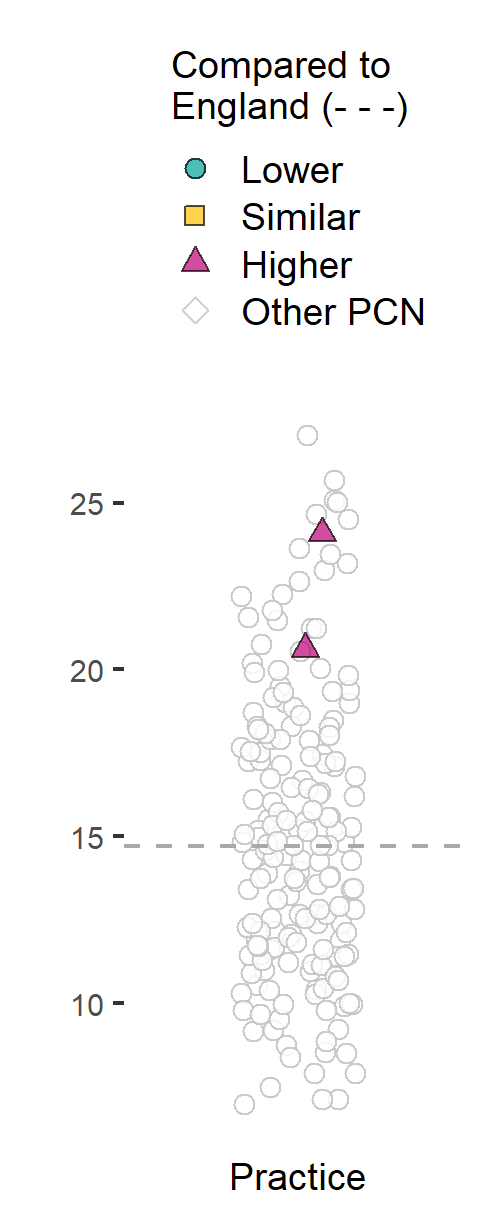 Compared to
England (- - -)
Lower
Similar
Higher
Other PCN
25
20
15
10
Practice